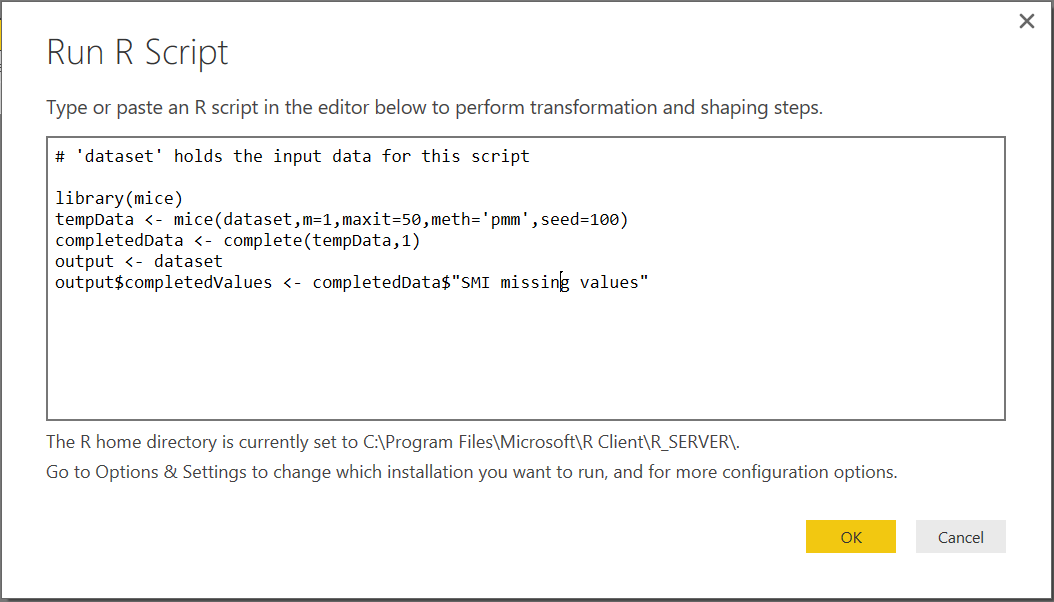 Run R Script
Type or paste an R script in the editor below to perform transformation and shaping steps.
# 'dataset' holds the input data for this script
library(mice)
tempData <- mice(dataset,m=1,maxit=50,meth='pmm',seed=100)
completedData <- complete(tempData,1)
output <- dataset
output$completedValues <- completedData$"SMI missing values"
The R home directory is currently set to C:\Program Files\Microsoft\R Client\R_SERVER\.
Go to Options & Settings to change which installation you want to run, and for more configuration options.
OK Cancel